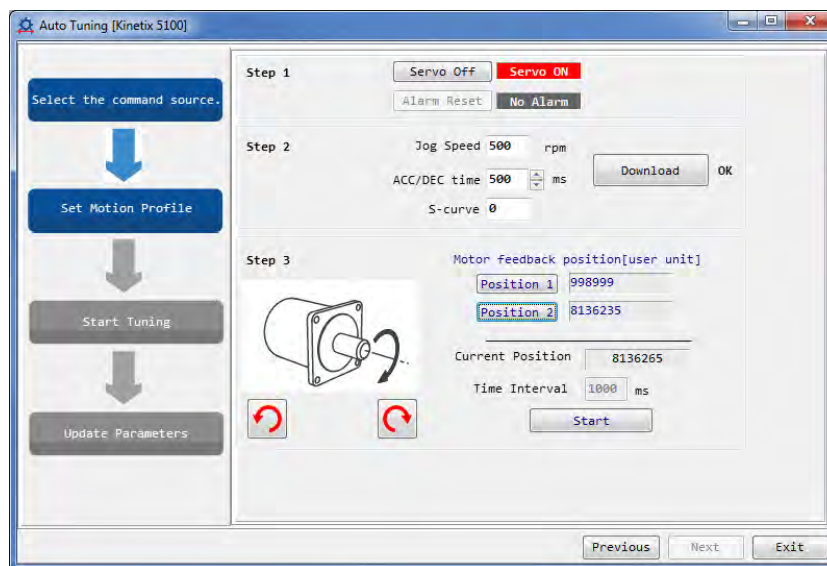 Auto Tuning [Kinetix 5100]
Select the command source.
Set Motion Profile
Start Tuning
Update Parameters
Step 1
Servo Off Servo ON
Alarm Reset No Alarm
Step 2
Jog Speed 500 rpm
ACC/DEC time 500 ms
Download OK
S-curve 0
Step 3
Motor feedback position[user unit]
Position 1 998999
Position 2 8136235
Current Position 8136265
Time Interval 1000 ms
Start
Previous Next Exit